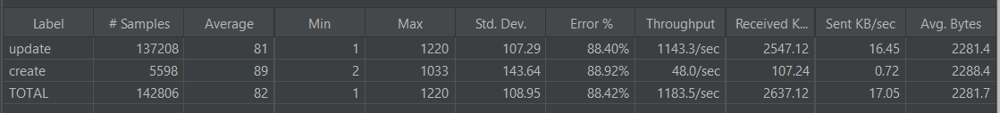 Label # Samples Average Min Max Std. Dev. Error % Throughput Received K... Sent KB/sec Avg. Bytes
update 137208 81 1 1220 107.29 88.40% 1143.3/sec 2547.12 16.45 2281.4
create 5598 89 2 1033 143.64 88.92% 48.0/sec 107.24 0.72 2288.4
TOTAL 142806 82 1 1220 108.95 88.42% 1183.5/sec 2637.12 17.05 2281.7